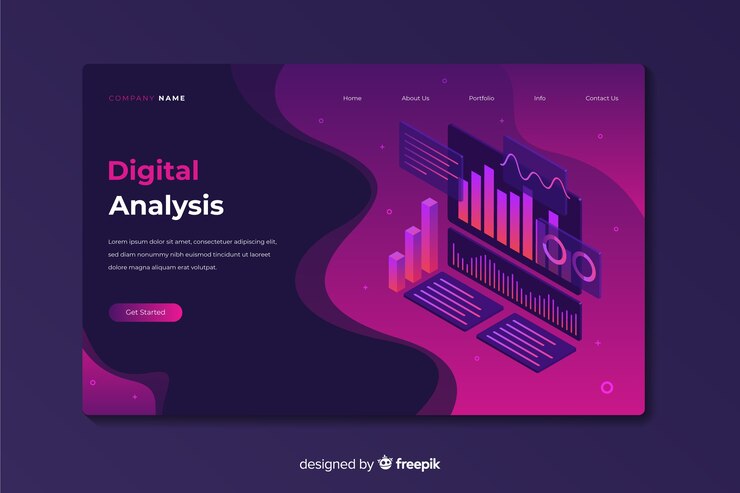 COMPANY NAME
Home About Us Portfolio Info Contact Us
Digital
Analysis
Lorem ipsum dolor sit amet, consectetuer adipiscing elit,
sed diam nonummy nibh euismod tincidunt ut laoreet
dolore magna aliquam erat volutpat.
Get Started
designed by freepik